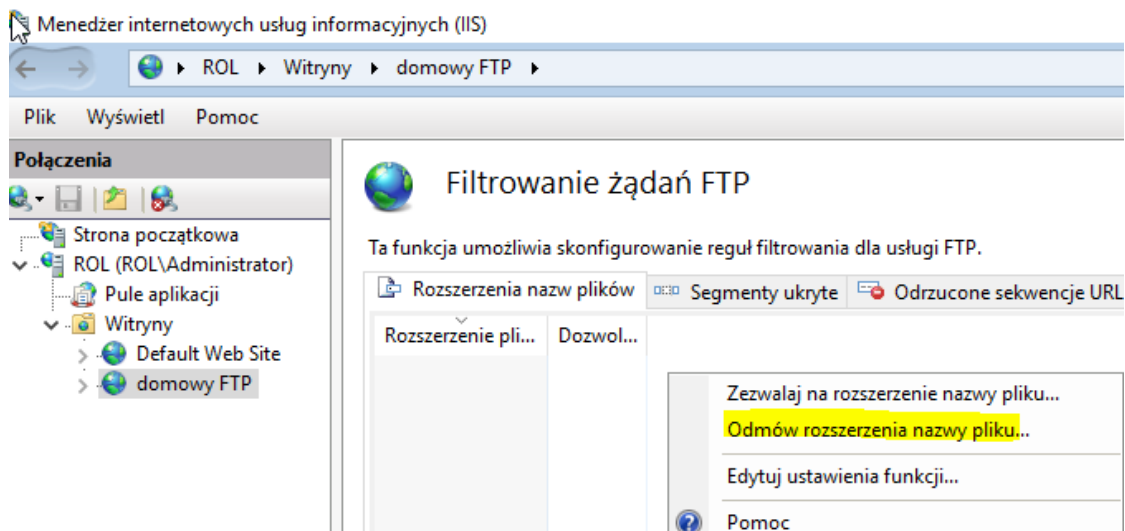 Menedżer internetowych usług informacyjnych (IIS)
ROL Witryny domowy FTP
Plik Wyświetl Pomoc
Połączenia
Strona początkowa
ROL (ROL\Administrator)
Pule aplikacji
Witryny
Default Web Site
domowy FTP
Filtrowanie żądań FTP
Ta funkcja umożliwia skonfigurowanie reguł filtrowania dla usługi FTP.
Rozszerzenia nazw plików Segmenty ukryte Odrzucone sekwencje URL
Rozszerzenie pli... Dozwol...
Zezwalaj na rozszerzenie nazwy pliku...
Odmów rozszerzenia nazwy pliku...
Edytuj ustawienia funkcji...
Pomoc